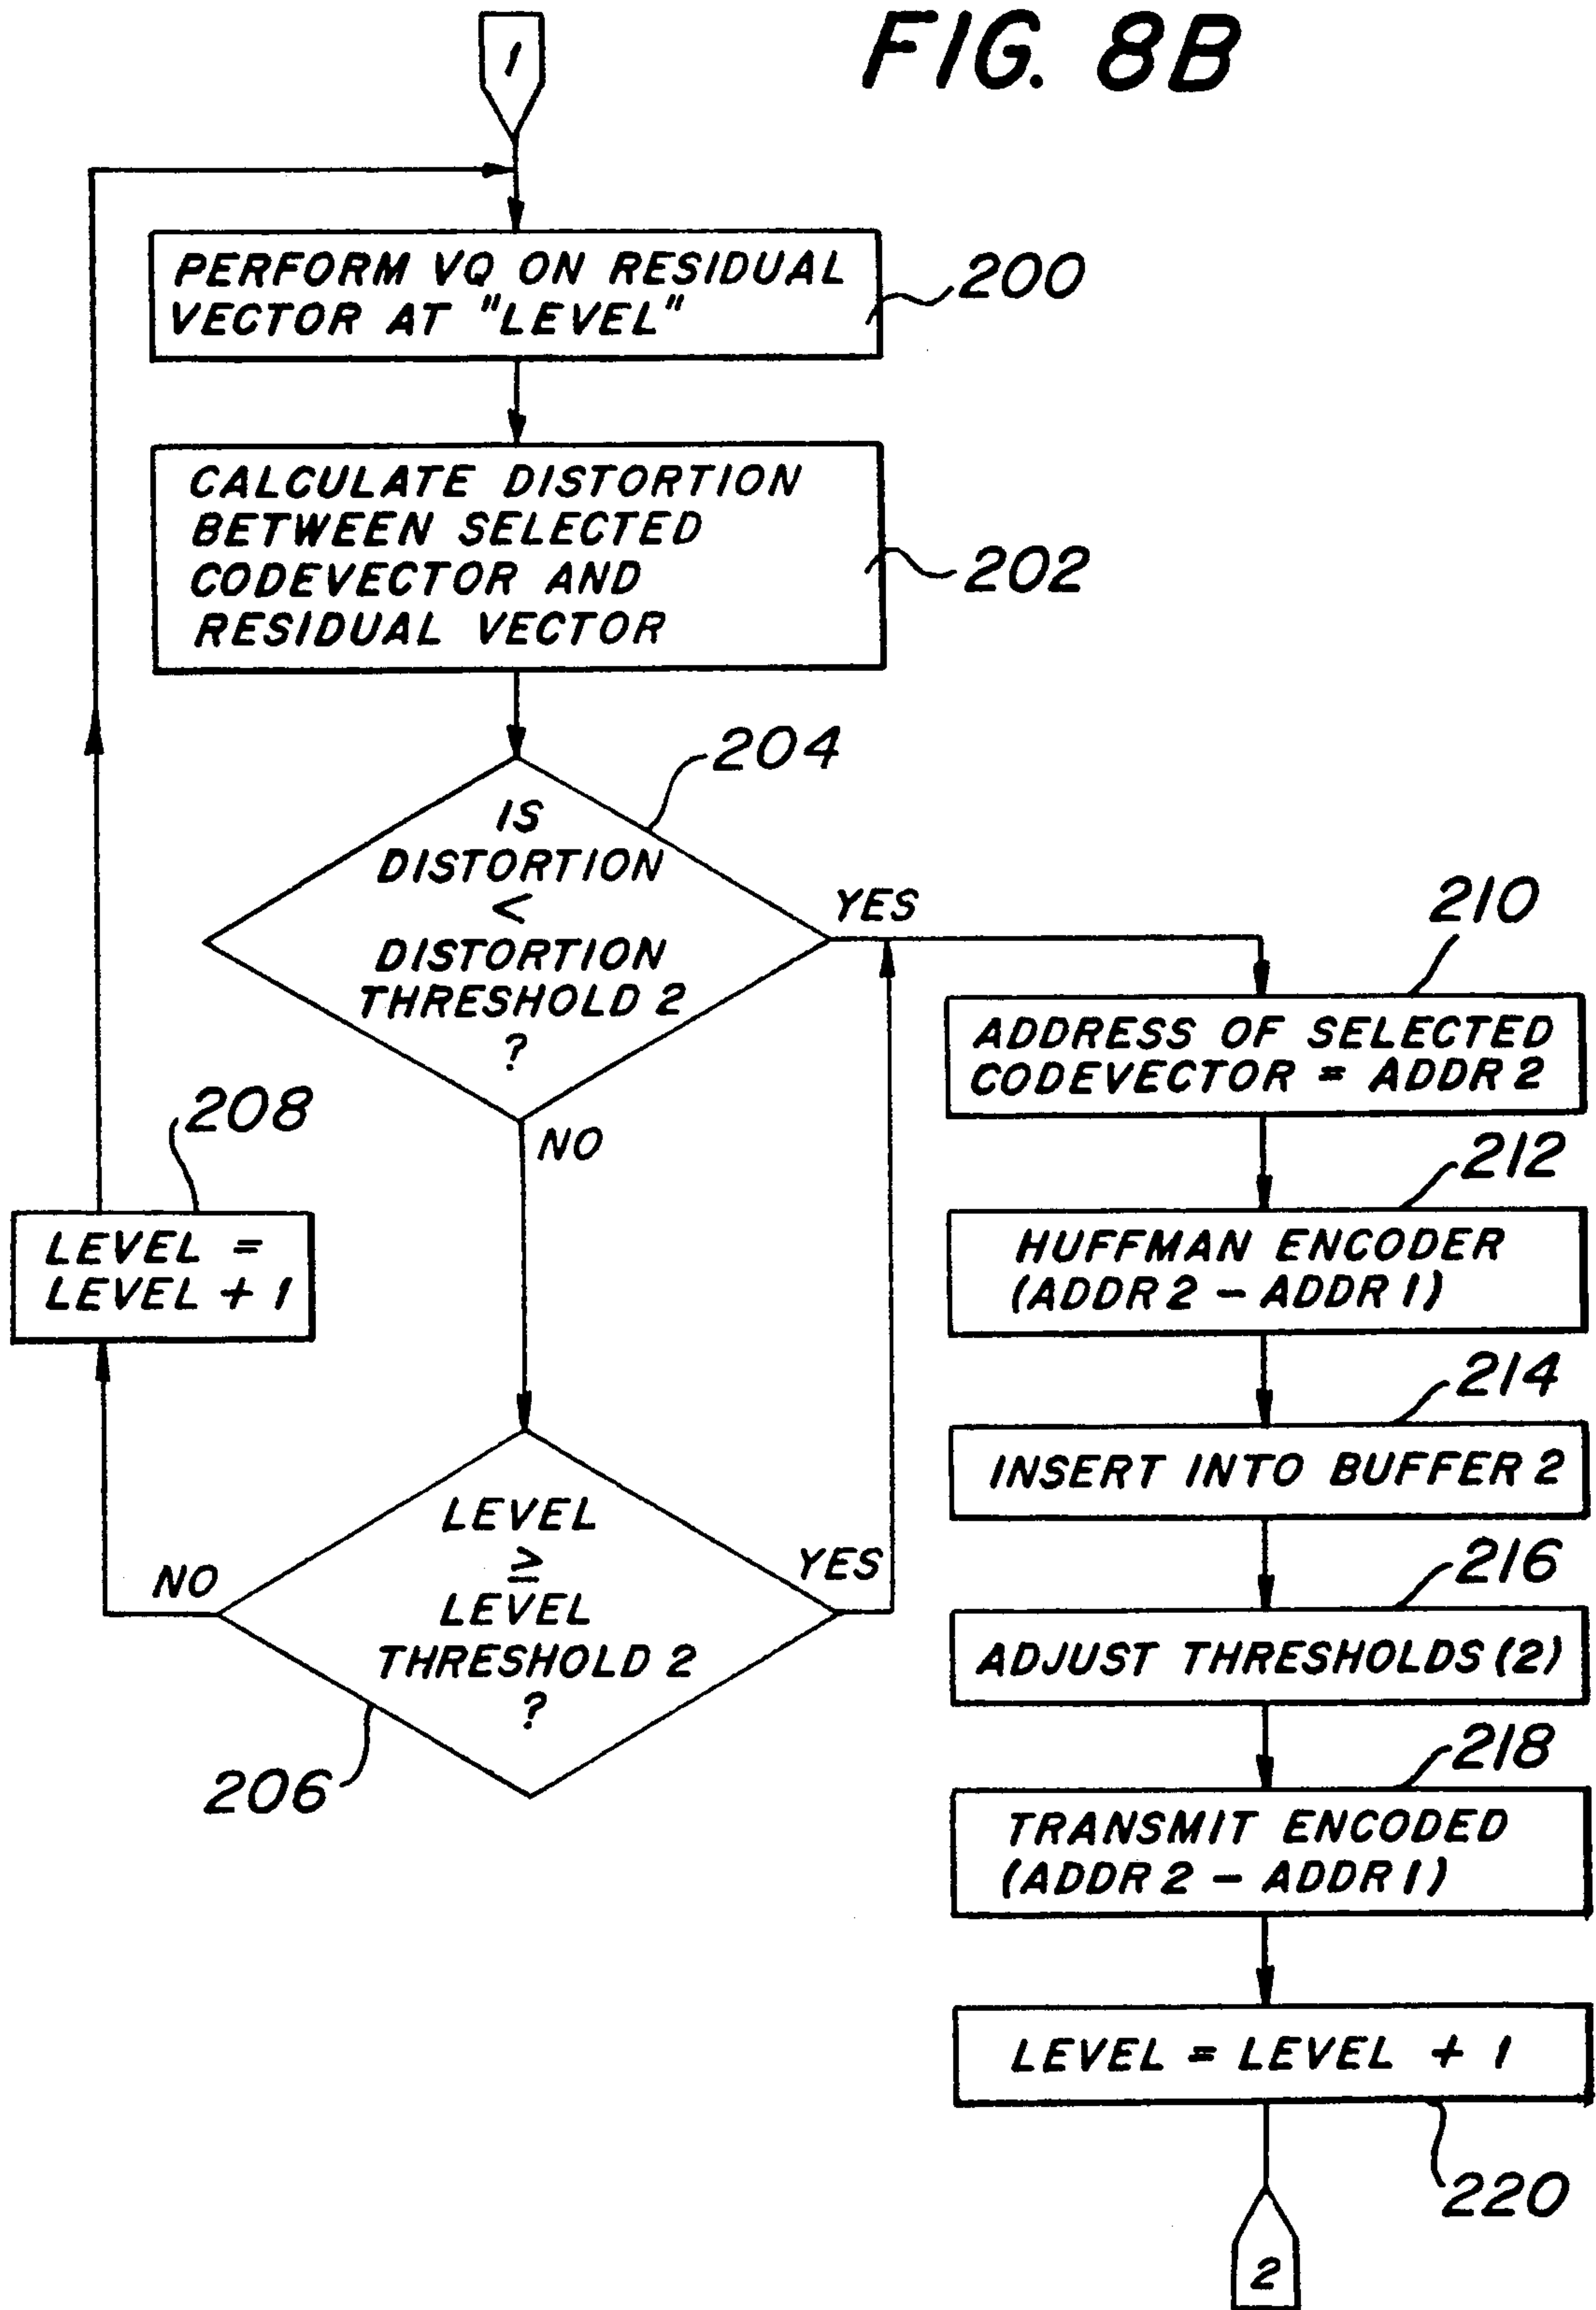 FIG. 8B
1
PERFORM VQ ON RESIDUAL
VECTOR AT "LEVEL"
200
CALCULATE DISTORTION
BETWEEN SELECTED
CODEVECTOR AND
RESIDUAL VECTOR
202
204
IS
DISTORTION
<
DISTORTION
THRESHOLD 2
?
YES
NO
208
LEVEL =
LEVEL + 1
LEVEL
≥
LEVEL
THRESHOLD 2
?
NO
YES
206
210
ADDRESS OF SELECTED
CODEVECTOR = ADDR 2
212
HUFFMAN ENCODER
(ADDR 2 - ADDR 1)
214
INSERT INTO BUFFER 2
216
ADJUST THRESHOLDS (2)
218
TRANSMIT ENCODED
(ADDR 2 - ADDR 1)
LEVEL = LEVEL + 1
220
2